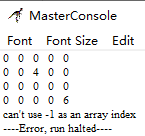 MasterConsole
Font Font Size Edit
0 0 0 0 0
0 0 4 0 0
0 0 0 0 0
0 0 0 0 6
can't use -1 as an array index
----Error, run halted----